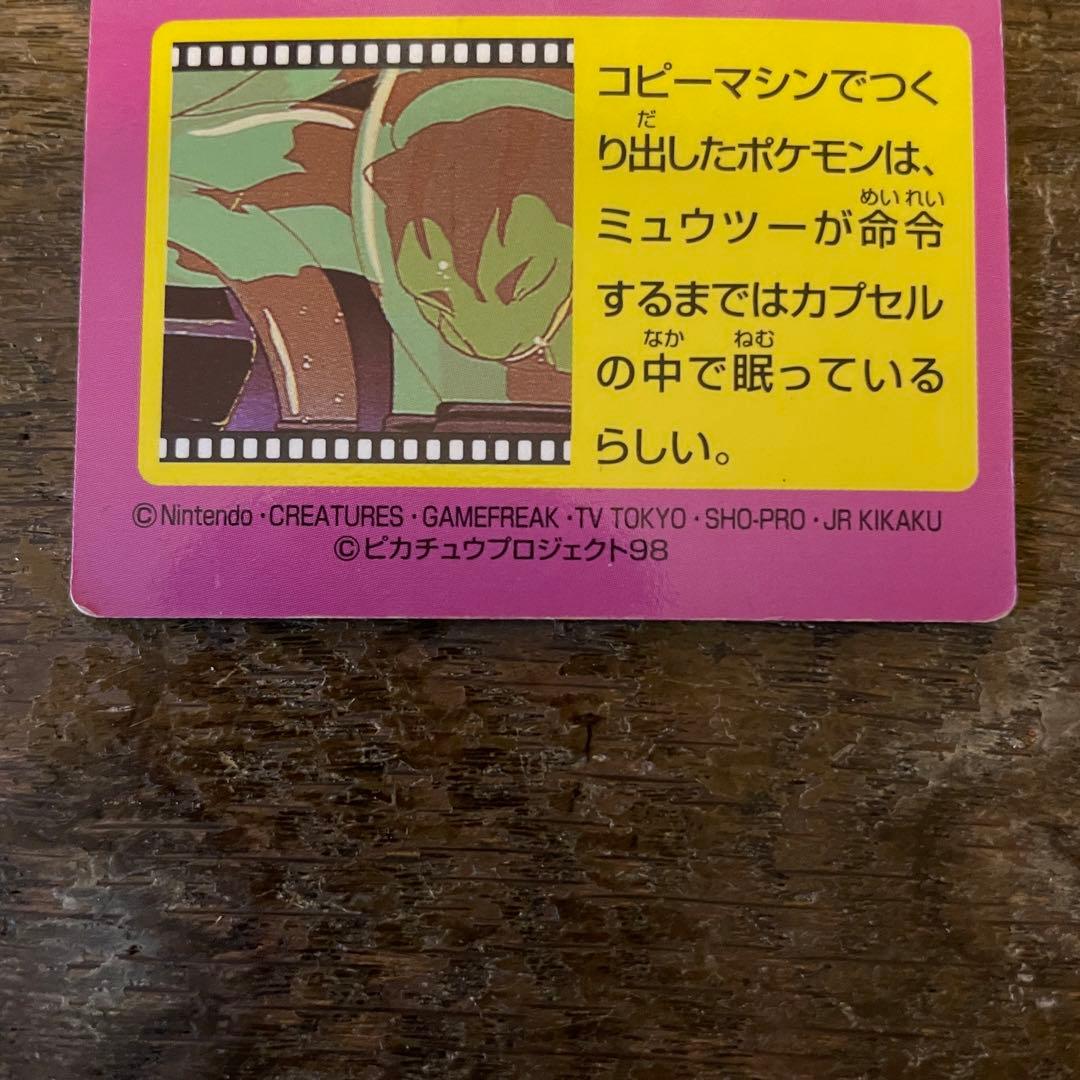 コピーマシンでつく
だ
り出したポケモンは、
めいれい
ミュウツーが命令
するまではカプセル
なか ねむ
の中で眠っている
らしい。
©Nintendo・CREATURES・GAMEFREAK・TV TOKYO・SHO-PRO・JR KIKAKU
©ピカチュウプロジェクト98